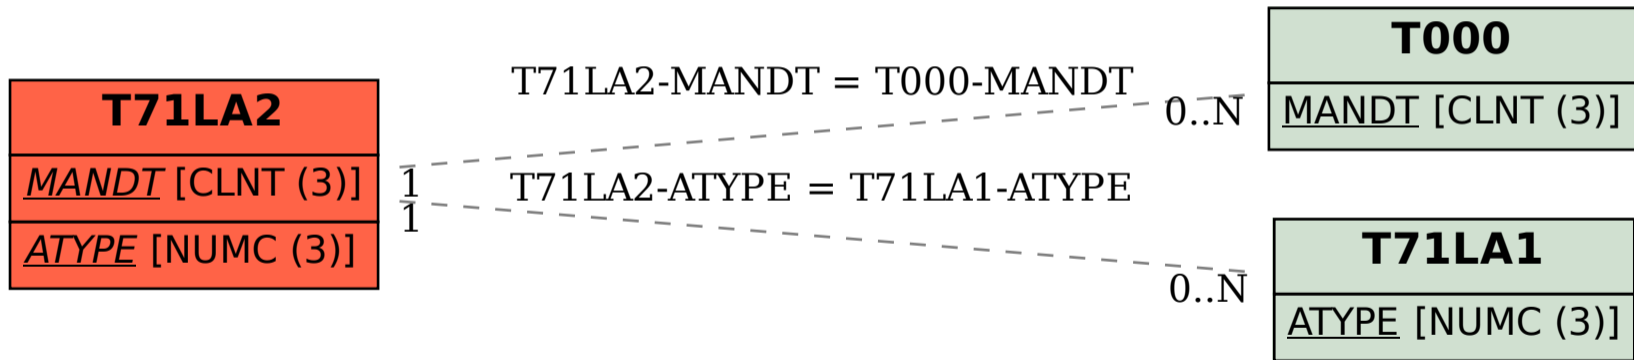 T71LA2
MANDT [CLNT (3)]
ATYPE [NUMC (3)]
T71LA2-MANDT = T000-MANDT
1
0..N
T71LA2-ATYPE = T71LA1-ATYPE
1
0..N
T000
MANDT [CLNT (3)]
T71LA1
ATYPE [NUMC (3)]